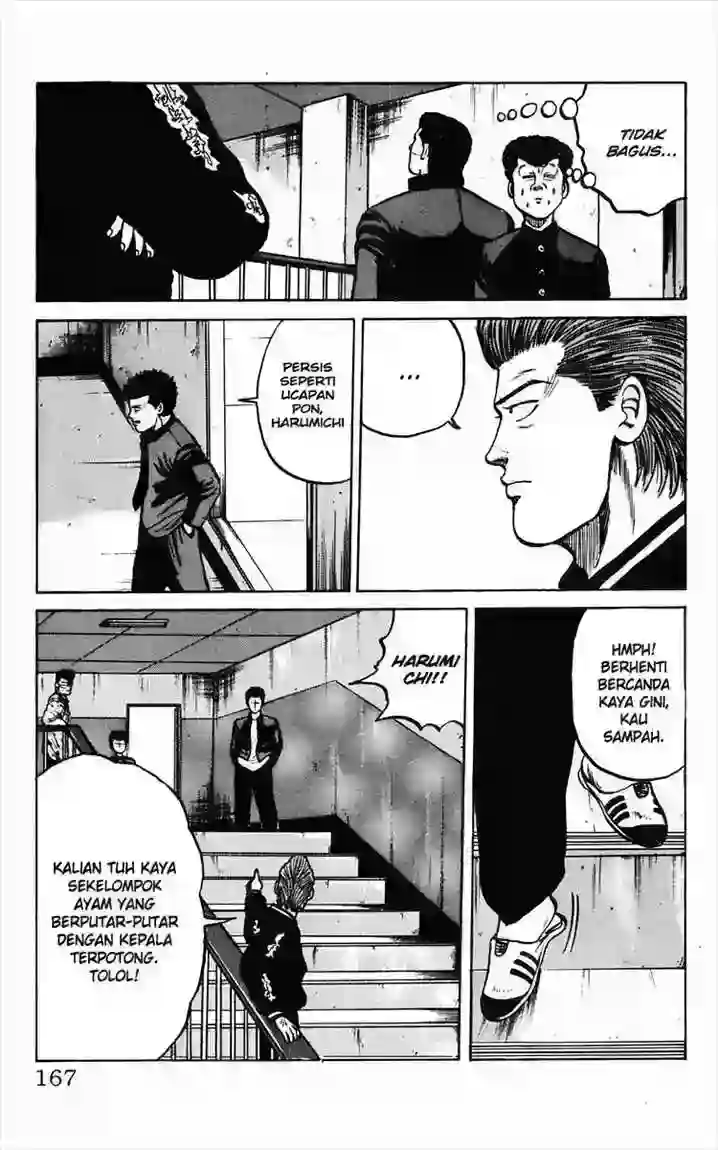 TIDAK
BAGUS...
...
PERSIS
SEPERTI
UCAPAN
PON,
HARUMICHI
HMPH!
BERHENTI
BERCANDA
KAYA GINI,
KAU
SAMPAH.
HARUMI
CHI!!
KALIAN TUH KAYA
SEKELOMPOK
AYAM YANG
BERPUTAR-PUTAR
DENGAN KEPALA
TERPOTONG.
TOLOL!
167